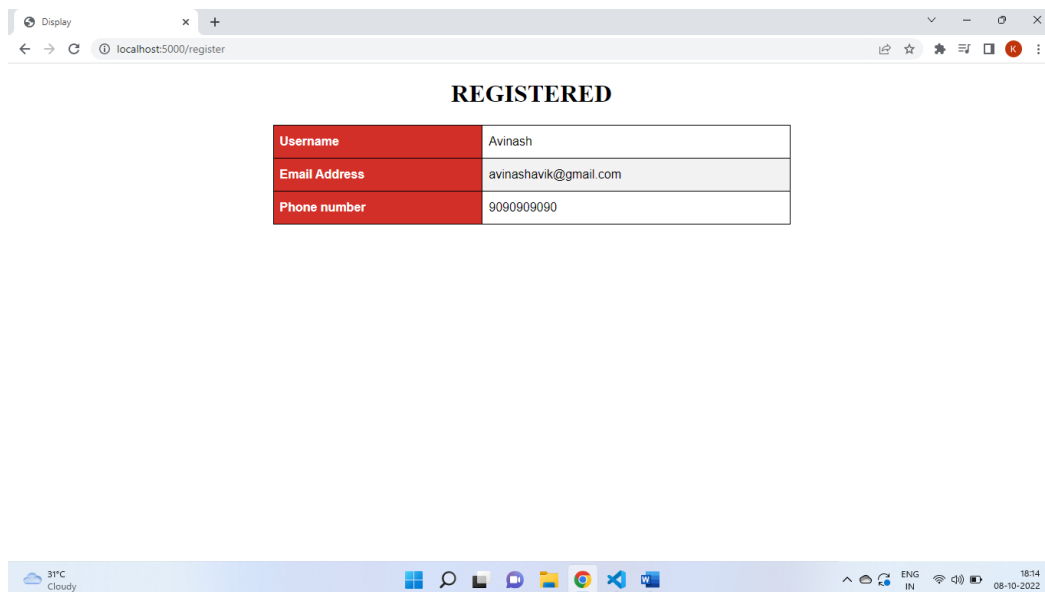 Display
localhost:5000/register
K
REGISTERED
Username Avinash
Email Address avinashavik@gmail.com
Phone number 9090909090
31°C
Cloudy
W
ENG
IN
18:14
08-10-2022